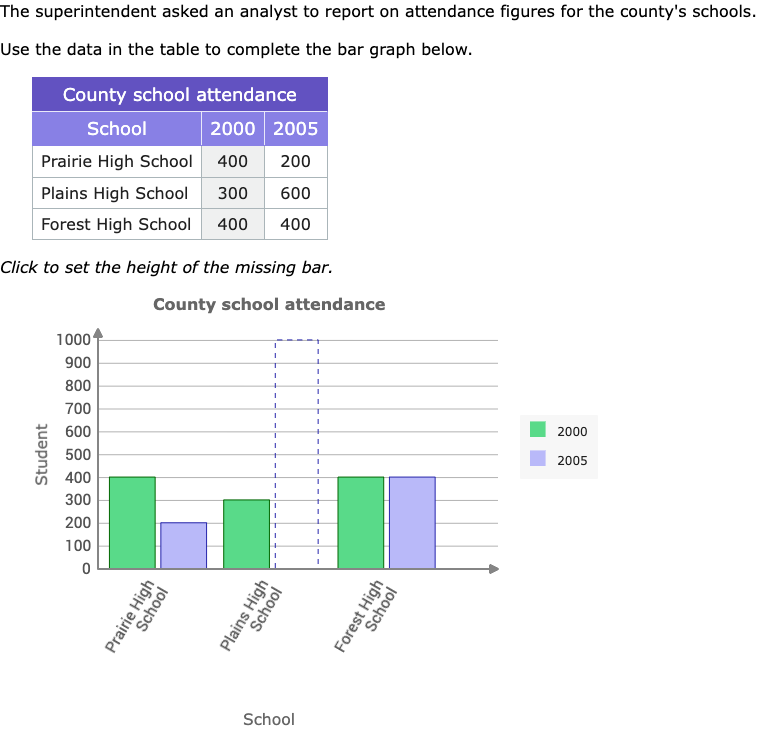 The superintendent asked an analyst to report on attendance figures for the county's schools.
Use the data in the table to complete the bar graph below.
County school attendance
School 2000 2005
Prairie High School 400 200
Plains High School 300 600
Forest High School 400 400
Click to set the height of the missing bar.
County school attendance
Student
1000
900
800
700
600
500
400
300
200
100
0
Prairie High
School
Plains High
School
Forest High
School
School
2000
2005